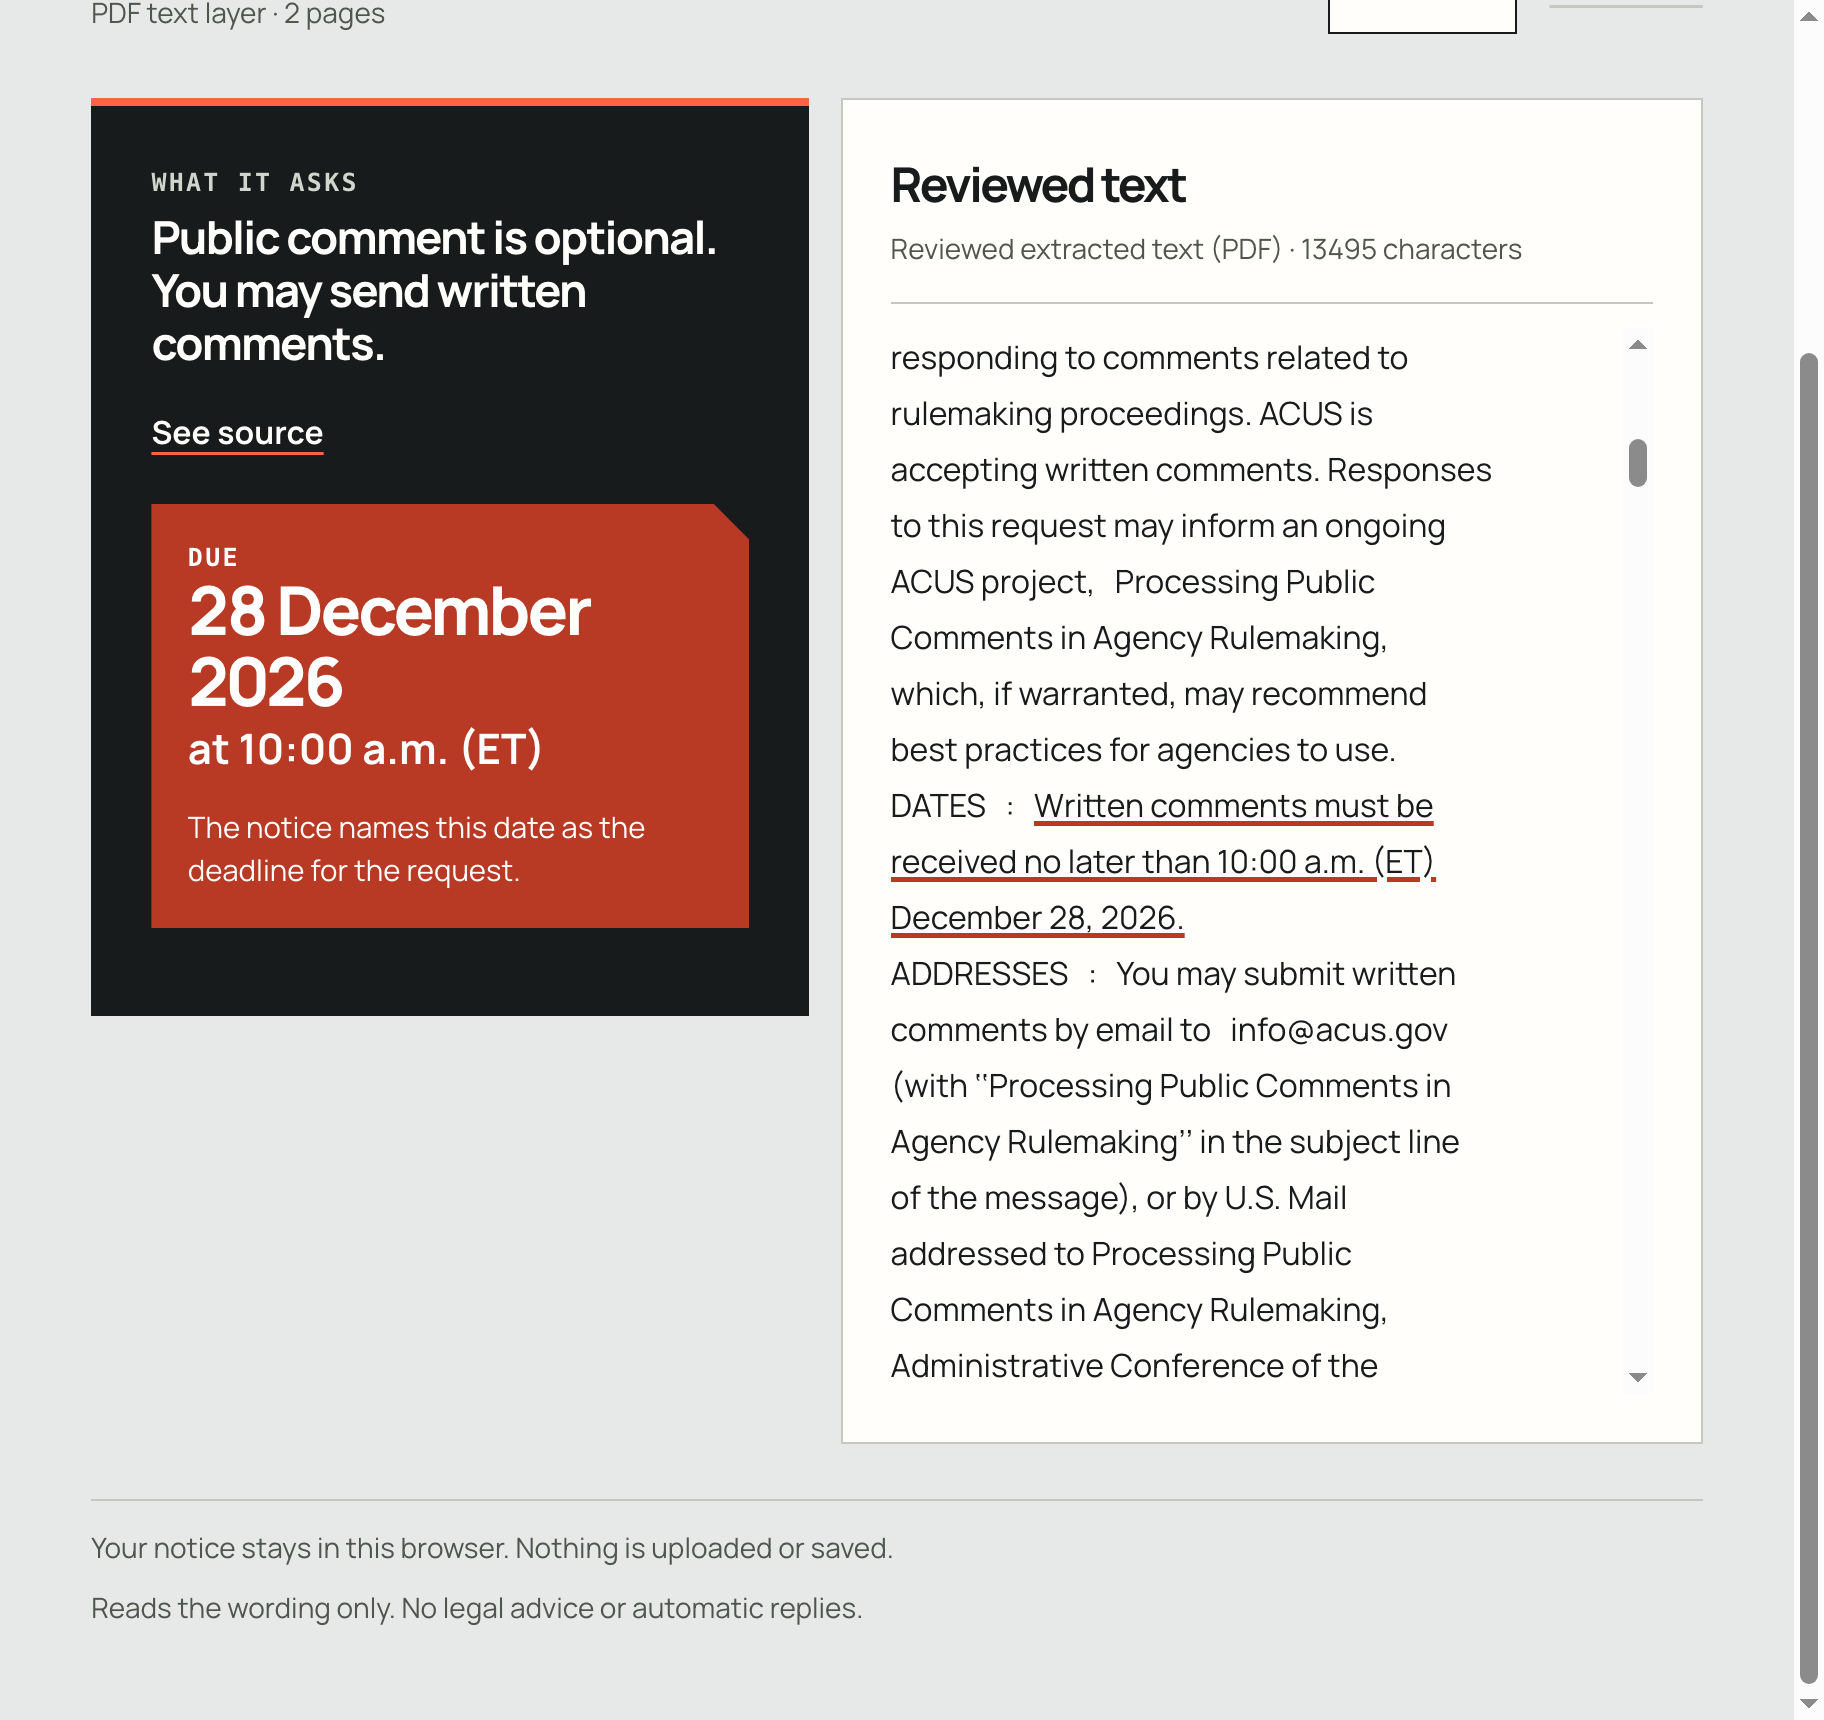 PDF text layer · 2 pages
WHAT IT ASKS
Public comment is optional.
You may send written
comments.
See source
DUE
28 December
2026
at 10:00 a.m. (ET)
The notice names this date as the
deadline for the request.
Reviewed text
Reviewed extracted text (PDF) · 13495 characters
responding to comments related to
rulemaking proceedings. ACUS is
accepting written comments. Responses
to this request may inform an ongoing
ACUS project,  Processing Public
Comments in Agency Rulemaking,
which, if warranted, may recommend
best practices for agencies to use.
DATES  :  Written comments must be
received no later than 10:00 a.m. (ET)
December 28, 2026.
ADDRESSES  :  You may submit written
comments by email to  info@acus.gov
(with ‘‘Processing Public Comments in
Agency Rulemaking’’ in the subject line
of the message), or by U.S. Mail
addressed to Processing Public
Comments in Agency Rulemaking,
Administrative Conference of the
Your notice stays in this browser. Nothing is uploaded or saved.
Reads the wording only. No legal advice or automatic replies.